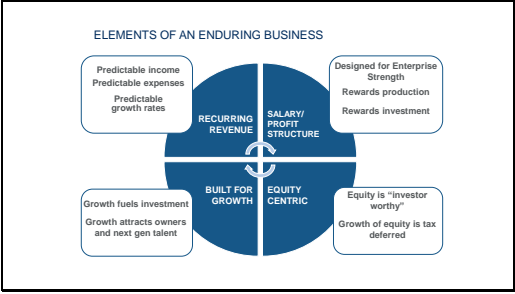 ELEMENTS OF AN ENDURING BUSINESS
Predictable income
Predictable expenses
Predictable
growth rates
Designed for Enterprise
Strength
Rewards production
Rewards investment
RECURRING
REVENUE
SALARY/
PROFIT
STRUCTURE
BUILT FOR
GROWTH
EQUITY
CENTRIC
Growth fuels investment
Growth attracts owners
and next gen talent
Equity is “investor
worthy”
Growth of equity is tax
deferred